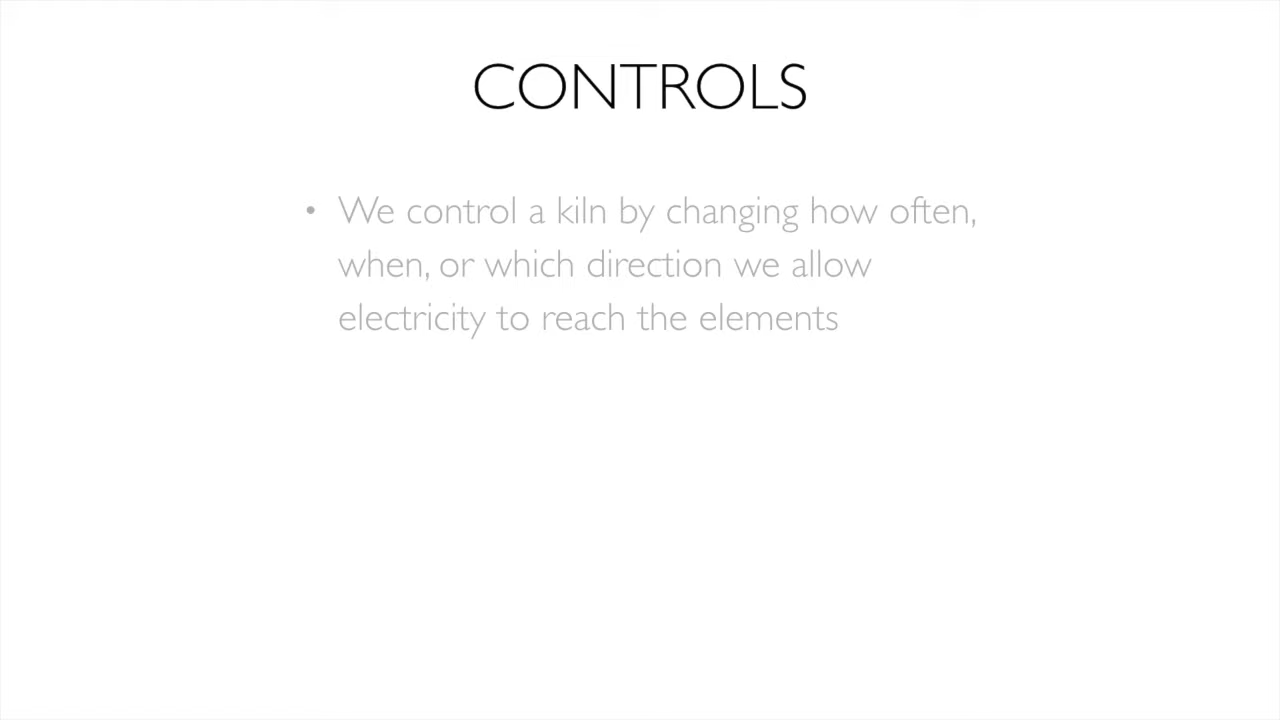 CONTROLS
• We control a kiln by changing how often,
when, or which direction we allow
electricity to reach the elements